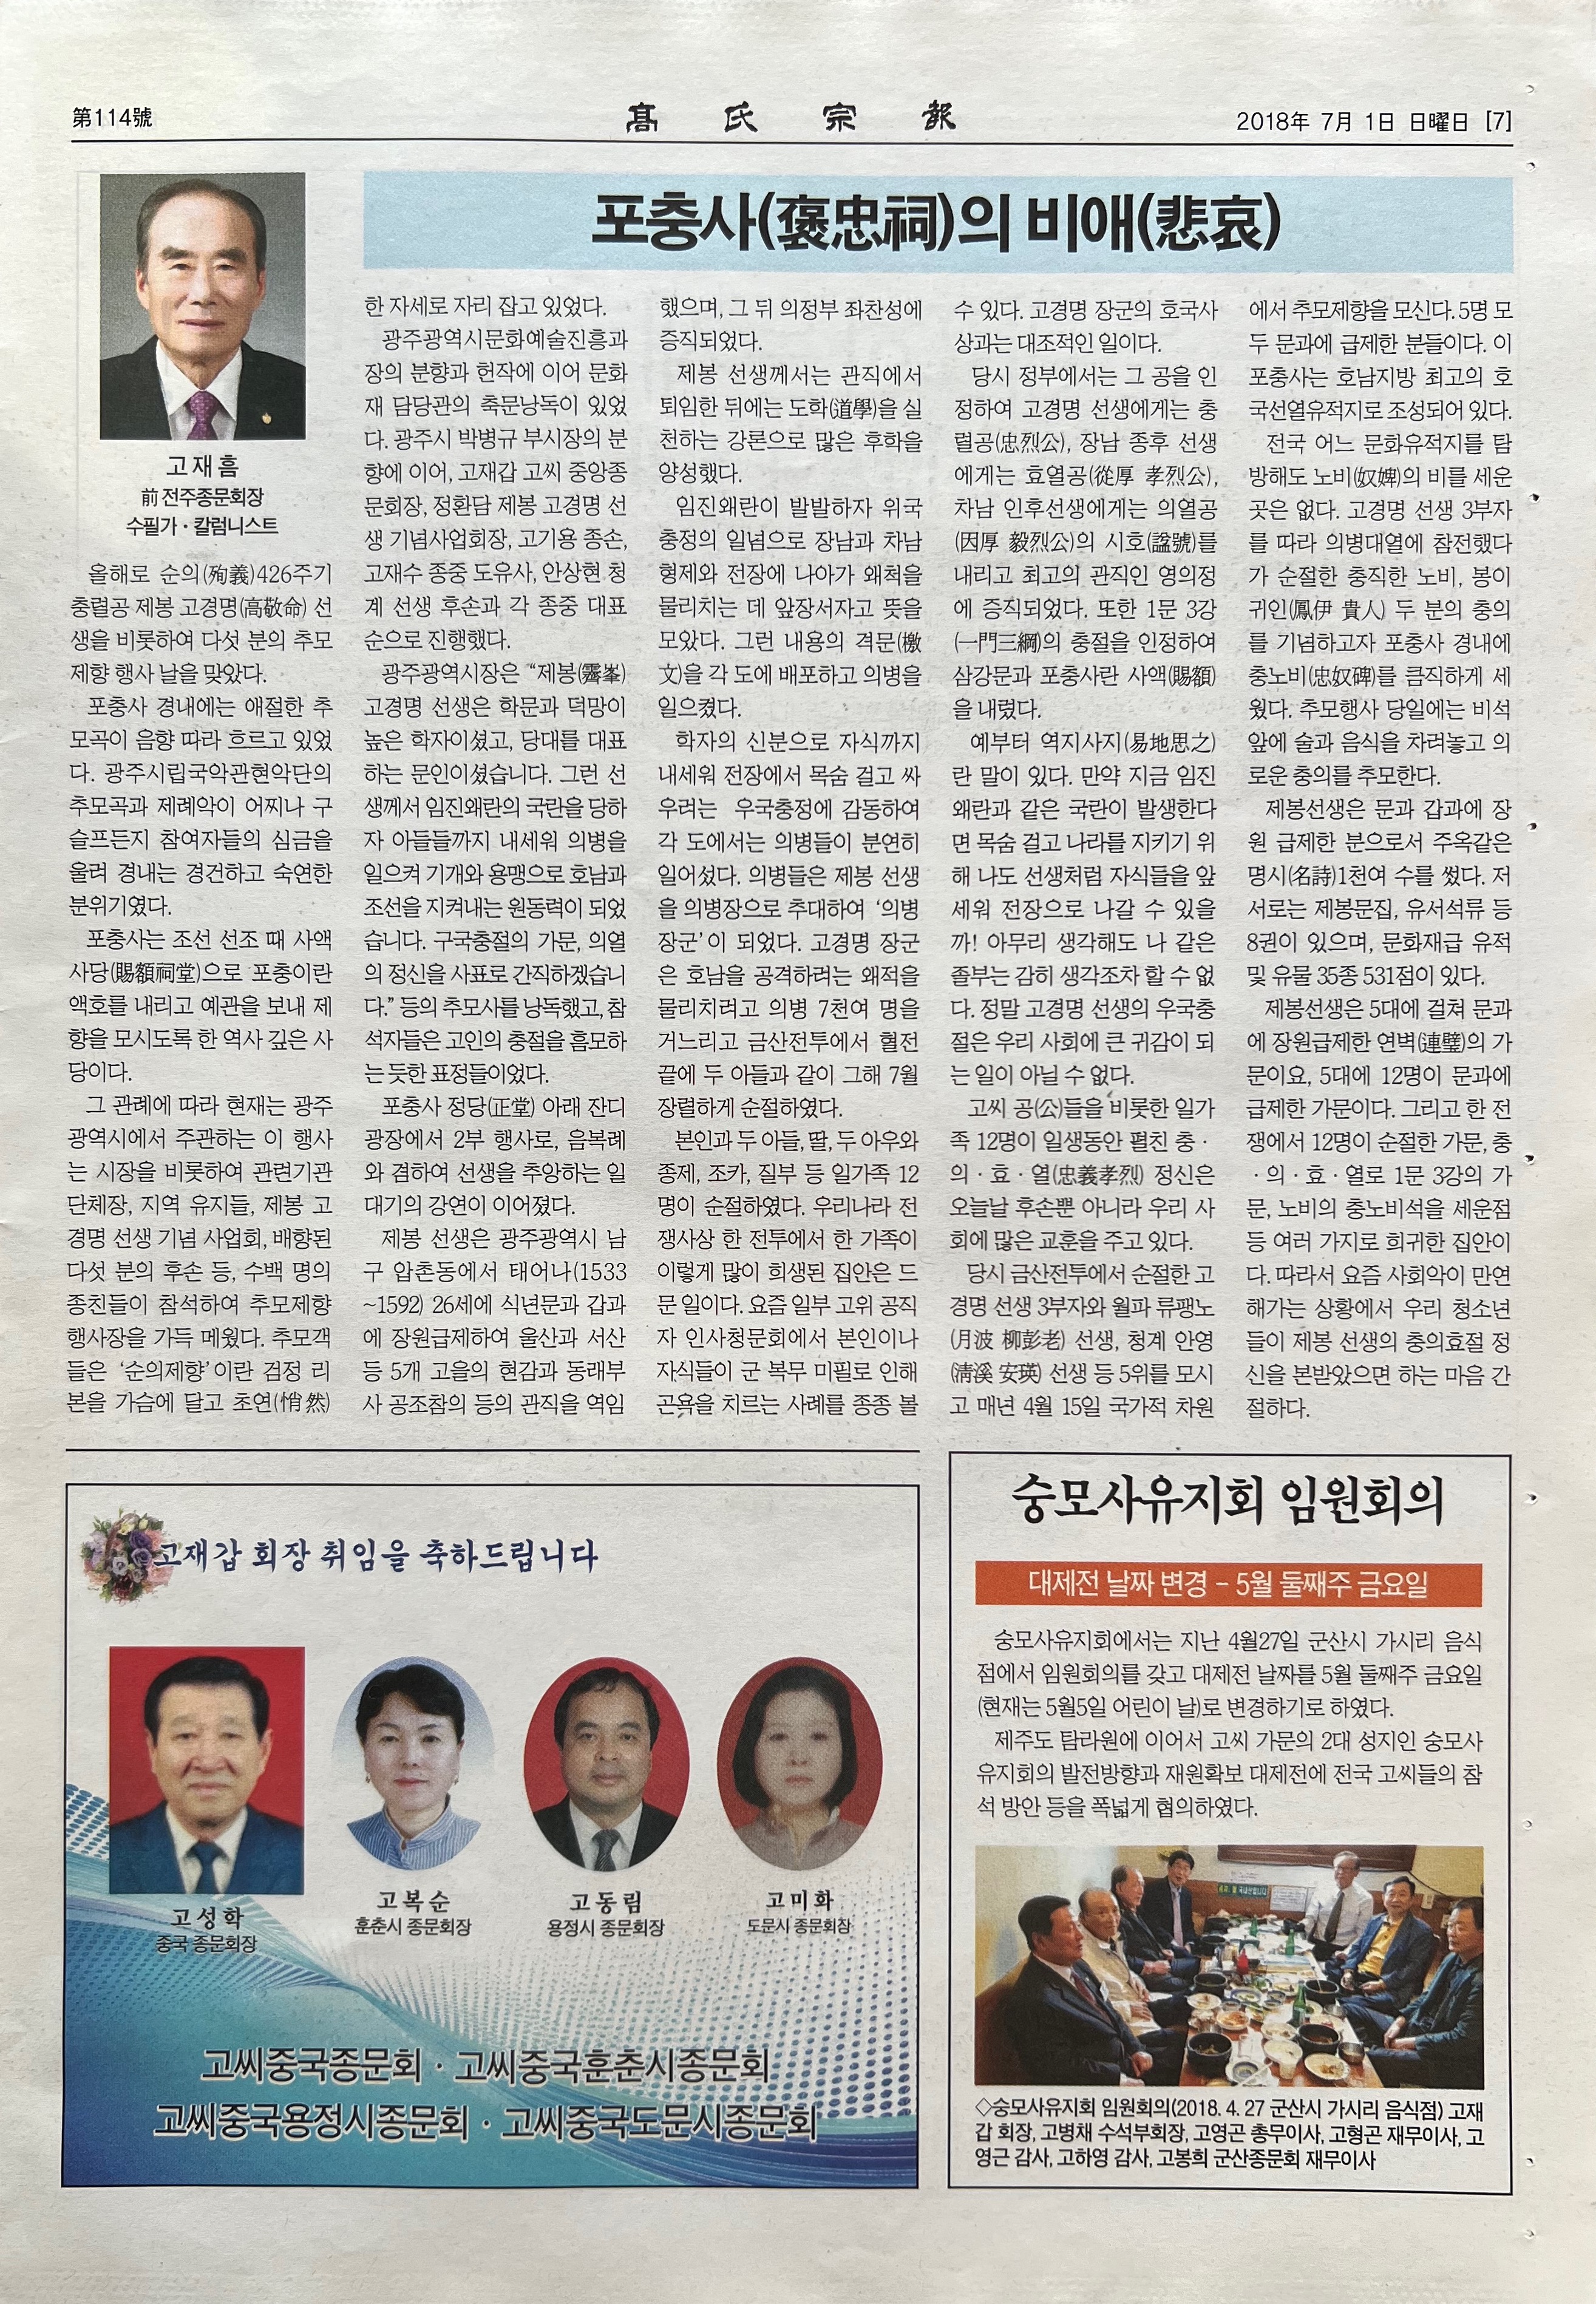 第114號
髙氏宗報
2018年 7月 1日 日曜日 [7]
포충사(褒忠祠)의 비애(悲哀)
고 재 흠
前 전주종문회장
수필가 · 칼럼니스트
올해로 순의(殉義)426주기
충렬공 제봉 고경명(高敬命) 선
생을 비롯하여 다섯 분의 추모
제향 행사 날을 맞았다.
포충사 경내에는 애절한 추
모곡이 음향 따라 흐르고 있었
다. 광주시립국악관현악단의
추모곡과 제례악이 어찌나 구
슬프든지 참여자들의 심금을
울려 경내는 경건하고 숙연한
분위기였다.
포충사는 조선 선조 때 사액
사당(賜額祠堂)으로 포충이란
액호를 내리고 예관을 보내 제
향을 모시도록 한 역사 깊은 사
당이다.
그 관례에 따라 현재는 광주
광역시에서 주관하는 이 행사
는 시장을 비롯하여 관련기관
단체장, 지역 유지들, 제봉 고
경명 선생 기념 사업회, 배향된
다섯 분의 후손 등, 수백 명의
종친들이 참석하여 추모제향
행사장을 가득 메웠다. 추모객
들은 ‘순의제향’이란 검정 리
본을 가슴에 달고 초연(悄然)
한 자세로 자리 잡고 있었다.
광주광역시문화예술진흥과
장의 분향과 헌작에 이어 문화
재 담당관의 축문낭독이 있었
다. 광주시 박병규 부시장의 분
향에 이어, 고재갑 고씨 중앙종
문회장, 정환담 제봉 고경명 선
생 기념사업회장, 고기용 종손,
고재수 종중 도유사, 안상현 청
계 선생 후손과 각 종중 대표
순으로 진행했다.
광주광역시장은 “제봉(霽峯)
고경명 선생은 학문과 덕망이
높은 학자이셨고, 당대를 대표
하는 문인이셨습니다. 그런 선
생께서 임진왜란의 국란을 당하
자 아들들까지 내세워 의병을
일으켜 기개와 용맹으로 호남과
조선을 지켜내는 원동력이 되었
습니다. 구국충절의 가문, 의열
의 정신을 사표로 간직하겠습니
다.” 등의 추모사를 낭독했고, 참
석자들은 고인의 충절을 흠모하
는 듯한 표정들이었다.
포충사 정당(正堂) 아래 잔디
광장에서 2부 행사로, 음복례
와 겸하여 선생을 추앙하는 일
대기의 강연이 이어졌다.
제봉 선생은 광주광역시 남
구 압촌동에서 태어나(1533
~1592) 26세에 식년문과 갑과
에 장원급제하여 울산과 서산
등 5개 고을의 현감과 동래부
사 공조참의 등의 관직을 역임
했으며, 그 뒤 의정부 좌찬성에
증직되었다.
제봉 선생께서는 관직에서
퇴임한 뒤에는 도학(道學)을 실
천하는 강론으로 많은 후학을
양성했다.
임진왜란이 발발하자 위국
충정의 일념으로 장남과 차남
형제와 전장에 나아가 왜척을
물리치는 데 앞장서자고 뜻을
모았다. 그런 내용의 격문(檄
文)을 각 도에 배포하고 의병을
일으켰다.
학자의 신분으로 자식까지
내세워 전장에서 목숨 걸고 싸
우려는 우국충정에 감동하여
각 도에서는 의병들이 분연히
일어섰다. 의병들은 제봉 선생
을 의병장으로 추대하여 ‘의병
장군’이 되었다. 고경명 장군
은 호남을 공격하려는 왜적을
물리치려고 의병 7천여 명을
거느리고 금산전투에서 혈전
끝에 두 아들과 같이 그해 7월
장렬하게 순절하였다.
본인과 두 아들, 딸, 두 아우와
종제, 조카, 질부 등 일가족 12
명이 순절하였다. 우리나라 전
쟁사상 한 전투에서 한 가족이
이렇게 많이 희생된 집안은 드
문 일이다. 요즘 일부 고위 공직
자 인사청문회에서 본인이나
자식들이 군 복무 미필로 인해
곤욕을 치르는 사례를 종종 볼
수 있다. 고경명 장군의 호국사
상과는 대조적인 일이다.
당시 정부에서는 그 공을 인
정하여 고경명 선생에게는 충
렬공(忠烈公), 장남 종후 선생
에게는 효열공(從厚 孝烈公),
차남 인후선생에게는 의열공
(因厚 毅烈公)의 시호(諡號)를
내리고 최고의 관직인 영의정
에 증직되었다. 또한 1문 3강
(一門三綱)의 충절을 인정하여
삼강문과 포충사란 사액(賜額)
을 내렸다.
예부터 역지사지(易地思之)
란 말이 있다. 만약 지금 임진
왜란과 같은 국란이 발생한다
면 목숨 걸고 나라를 지키기 위
해 나도 선생처럼 자식들을 앞
세워 전장으로 나갈 수 있을
까! 아무리 생각해도 나 같은
졸부는 감히 생각조차 할 수 없
다. 정말 고경명 선생의 우국충
절은 우리 사회에 큰 귀감이 되
는 일이 아닐 수 없다.
고씨 공(公)들을 비롯한 일가
족 12명이 일생동안 펼친 충 ·
의 · 효 · 열(忠義孝烈) 정신은
오늘날 후손뿐 아니라 우리 사
회에 많은 교훈을 주고 있다.
당시 금산전투에서 순절한 고
경명 선생 3부자와 월파 류팽노
(月波 柳彭老) 선생, 청계 안영
(淸溪 安瑛) 선생 등 5위를 모시
고 매년 4월 15일 국가적 차원
에서 추모제향을 모신다. 5명 모
두 문과에 급제한 분들이다. 이
포충사는 호남지방 최고의 호
국선열유적지로 조성되어 있다.
전국 어느 문화유적지를 탐
방해도 노비(奴婢)의 비를 세운
곳은 없다. 고경명 선생 3부자
를 따라 의병대열에 참전했다
가 순절한 충직한 노비, 봉이
귀인(鳳伊 貴人) 두 분의 충의
를 기념하고자 포충사 경내에
충노비(忠奴碑)를 큼직하게 세
웠다. 추모행사 당일에는 비석
앞에 술과 음식을 차려놓고 의
로운 충의를 추모한다.
제봉선생은 문과 갑과에 장
원 급제한 분으로서 주옥같은
명시(名詩)1천여 수를 썼다. 저
서로는 제봉문집, 유서석류 등
8권이 있으며, 문화재급 유적
및 유물 35종 531점이 있다.
제봉선생은 5대에 걸쳐 문과
에 장원급제한 연벽(連璧)의 가
문이요, 5대에 12명이 문과에
급제한 가문이다. 그리고 한 전
쟁에서 12명이 순절한 가문, 충
· 의 · 효 · 열로 1문 3강의 가
문, 노비의 충노비석을 세운점
등 여러 가지로 희귀한 집안이
다. 따라서 요즘 사회악이 만연
해가는 상황에서 우리 청소년
들이 제봉 선생의 충의효절 정
신을 본받았으면 하는 마음 간
절하다.
고재갑 회장 취임을 축하드립니다
고 성 학
중국 종문회장
고 복 순
훈춘시 종문회장
고 동 림
용정시 종문회장
고 미 화
도문시 종문회장
고씨중국종문회 · 고씨중국훈춘시종문회
고씨중국용정시종문회 · 고씨중국도문시종문회
숭모사유지회 임원회의
대제전 날짜 변경 – 5월 둘째주 금요일
숭모사유지회에서는 지난 4월27일 군산시 가시리 음식
점에서 임원회의를 갖고 대제전 날짜를 5월 둘째주 금요일
(현재는 5월5일 어린이 날)로 변경하기로 하였다.
제주도 탐라원에 이어서 고씨 가문의 2대 성지인 숭모사
유지회의 발전방향과 재원확보 대제전에 전국 고씨들의 참
석 방안 등을 폭넓게 협의하였다.
◇숭모사유지회 임원회의(2018. 4. 27 군산시 가시리 음식점) 고재
갑 회장, 고병채 수석부회장, 고영곤 총무이사, 고형곤 재무이사, 고
영근 감사, 고하영 감사, 고봉희 군산종문회 재무이사